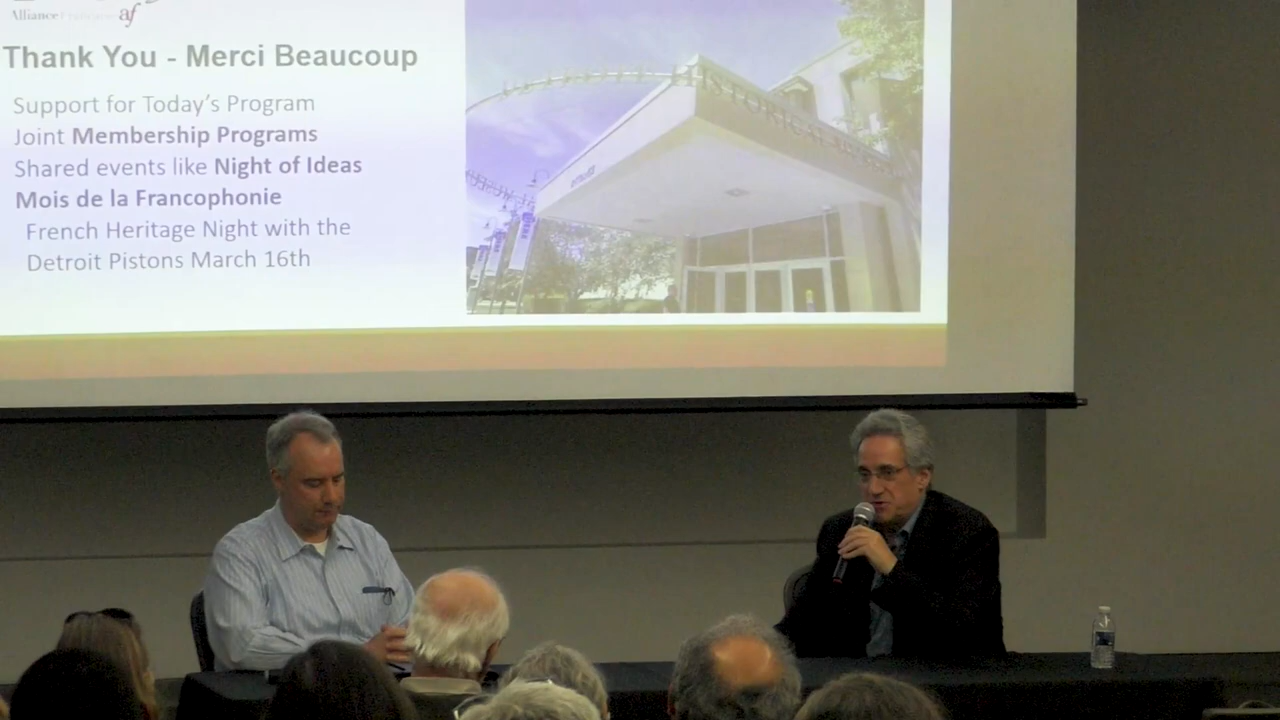 Alliance Française af
Thank You - Merci Beaucoup
Support for Today's Program
Joint Membership Programs
Shared events like Night of Ideas
Mois de la Francophonie
French Heritage Night with the
Detroit Pistons March 16th